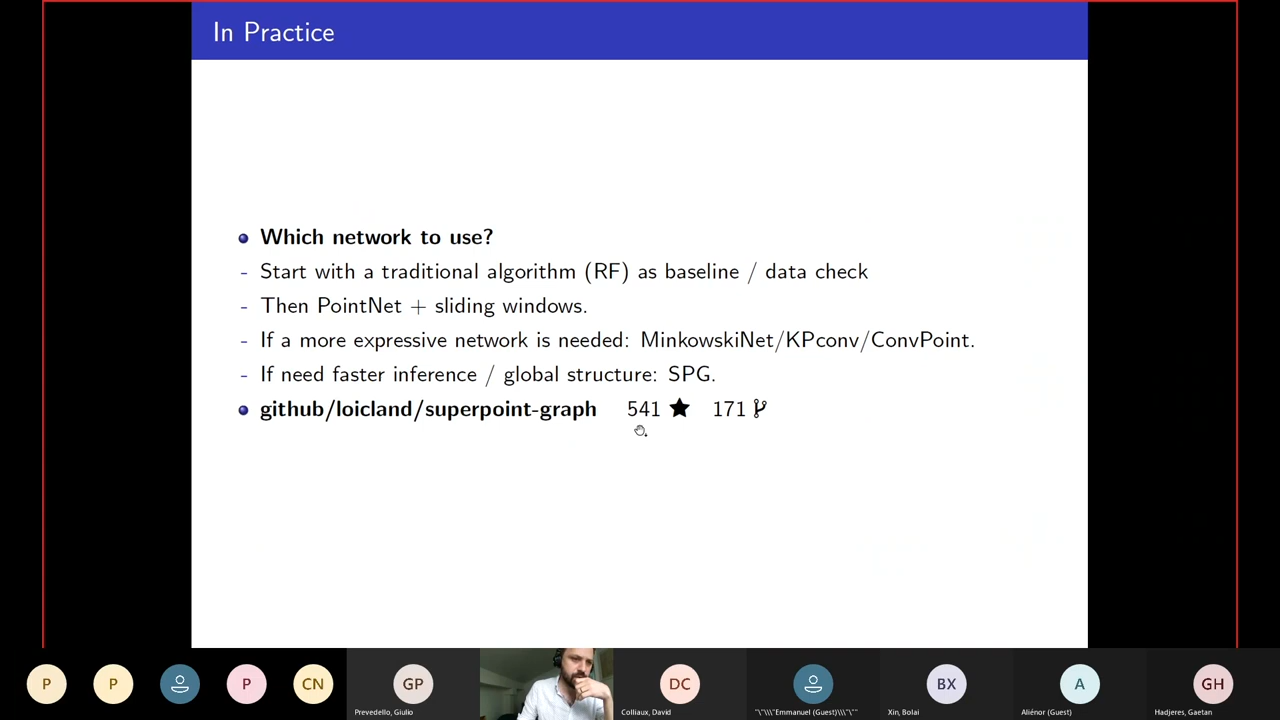 In Practice
Which network to use?
- Start with a traditional algorithm (RF) as baseline / data check
- Then PointNet + sliding windows.
- If a more expressive network is needed: MinkowskiNet/KPconv/ConvPoint.
- If need faster inference / global structure: SPG.
github/loicland/superpoint-graph 541 ★ 171
P
P
P
CN
GP
DC
BX
A
GH
Prevedello, Giulio
Colliaux, David
"\"\\\"Emmanuel (Guest)\\\"\""
Xin, Bolai
Aliénor (Guest)
Hadjeres, Gaetan